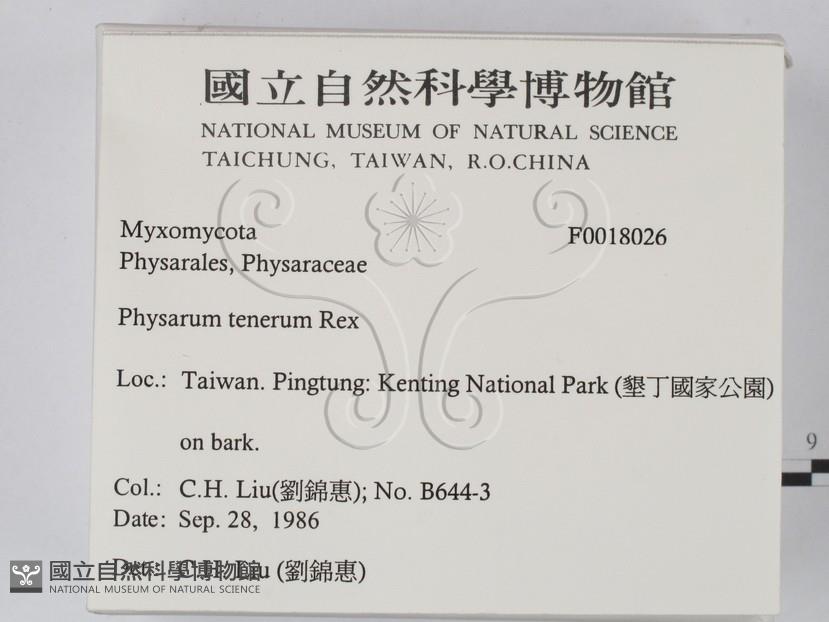 國立自然科學博物館
NATIONAL MUSEUM OF NATURAL SCIENCE
TAICHUNG, TAIWAN, R.O.CHINA
Myxomycota
F0018026
Physarales, Physaraceae
Physarum tenerum Rex
Loc.: Taiwan. Pingtung: Kenting National Park (墾丁國家公園)
on bark.
Col.: C.H. Liu(劉錦惠); No. B644-3
Date: Sep. 28, 1986
Det.: C.H. Liu (劉錦惠)
國立自然科學博物館
NATIONAL MUSEUM OF NATURAL SCIENCE
9